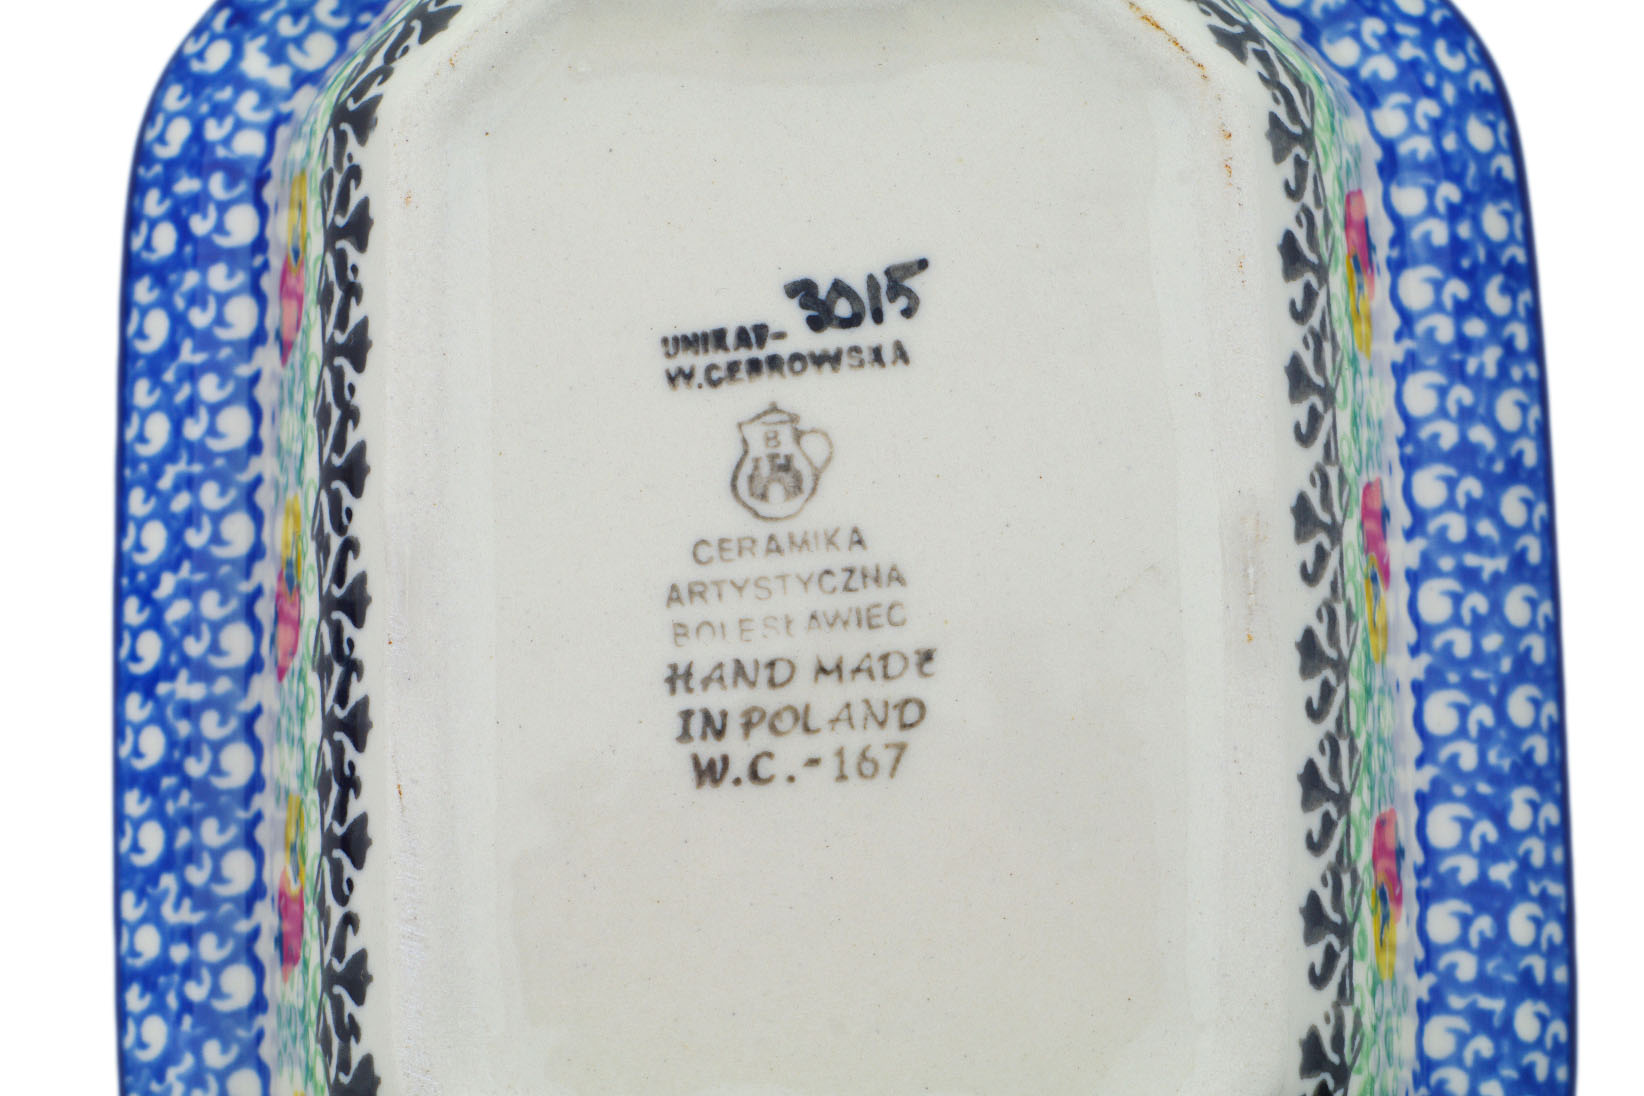 UNIKAT- 3015
W.CEBROWSKA
B
CERAMIKA
ARTYSTYCZNA
BOLESŁAWIEC
HAND MADE
IN POLAND
W.C.-167